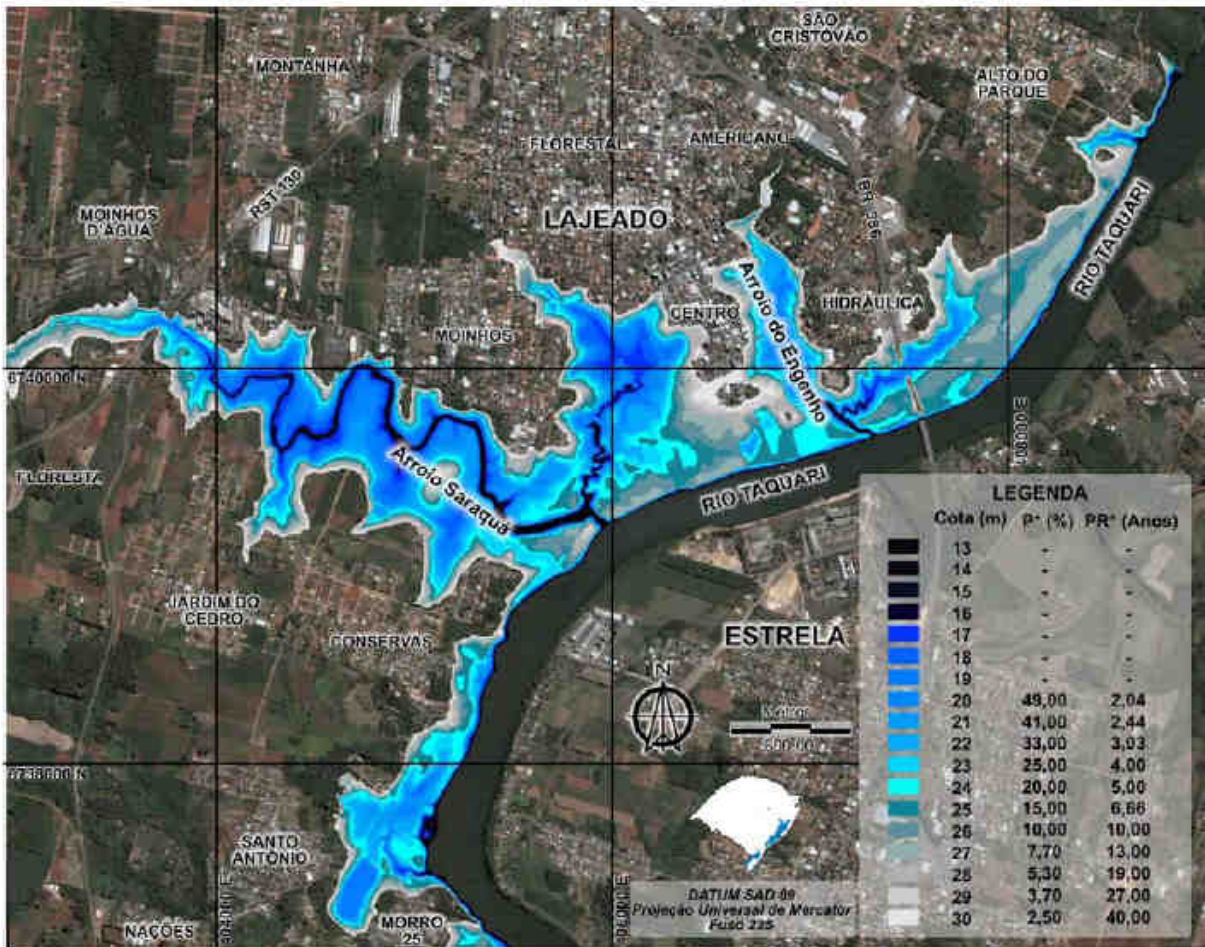 SÃO
CRISTOVÃO
MONTANHA
ALTO DO
PARQUE
FLORESTAL
AMERICANO
RST-130
BR-386
LAJEADO
MOINHOS
D'ÁGUA
RIO TAQUARI
Arroio do Engenho
HIDRÁULICA
CENTRO
MOINHOS
6740000 N
FLORESTA
Arroio Saraquá
RIO TAQUARI
JARDIM DO
CEDRO
CONSERVAS
ESTRELA
N
6738000 N
SANTO
ANTÔNIO
MORRO
25
NAÇÕES
DATUM SAD 69
Projeção Universal de Mercator
LEGENDA
Cota (m) P* (%) PR* (Anos)
13 - -
14 - -
15 - -
16 - -
17 - -
18 - -
19 - -
20 49,00 2,04
21 41,00 2,44
22 33,00 3,03
23 25,00 4,00
24 20,00 5,00
25 15,00 6,66
26 10,00 10,00
27 7,70 13,00
28 5,30 19,00
29 3,70 27,00
30 2,50 40,00